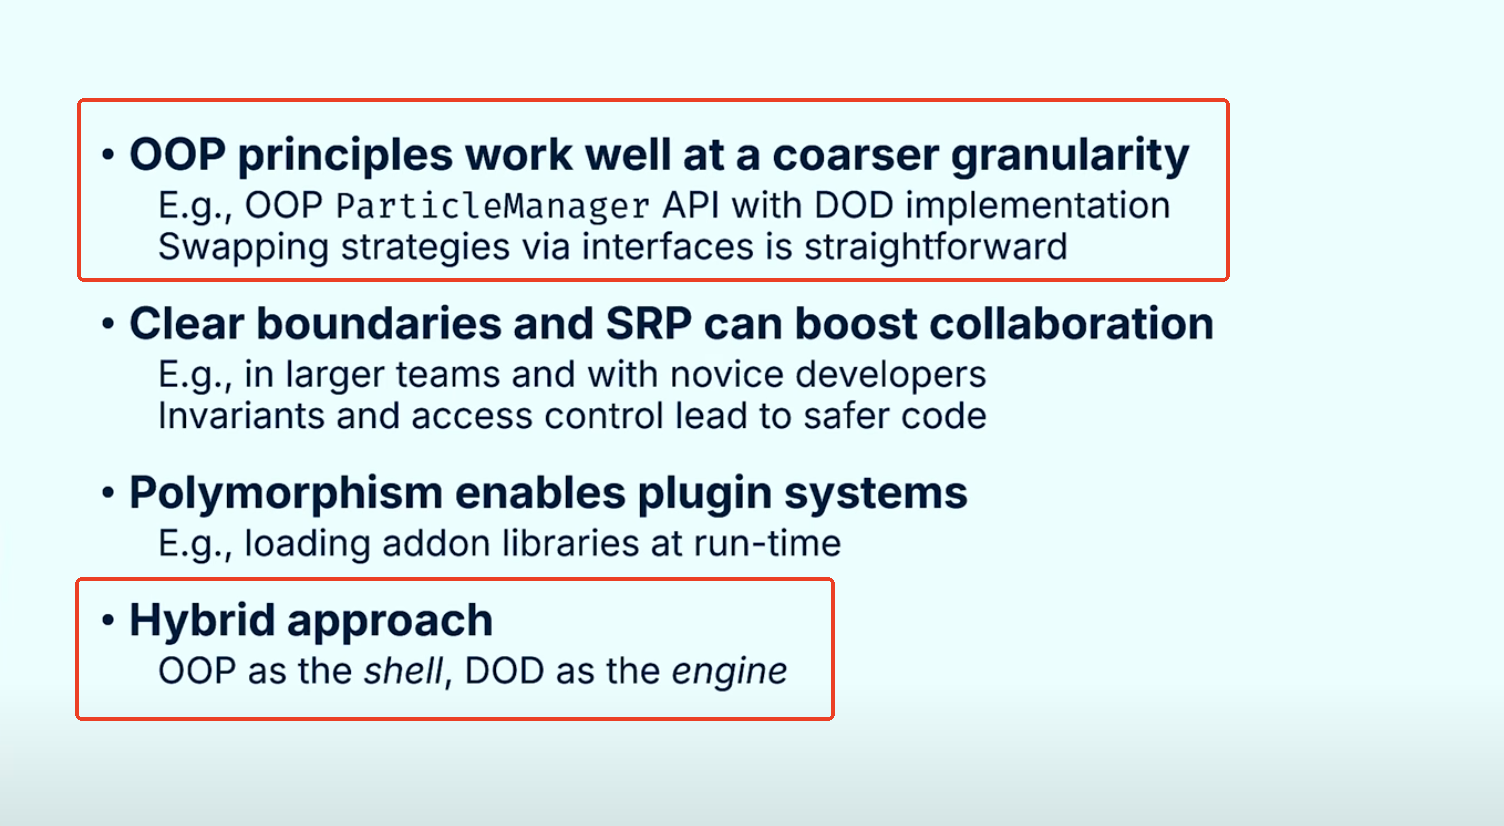 • OOP principles work well at a coarser granularity
E.g., OOP ParticleManager API with DOD implementation
Swapping strategies via interfaces is straightforward
• Clear boundaries and SRP can boost collaboration
E.g., in larger teams and with novice developers
Invariants and access control lead to safer code
• Polymorphism enables plugin systems
E.g., loading addon libraries at run-time
• Hybrid approach
OOP as the shell, DOD as the engine